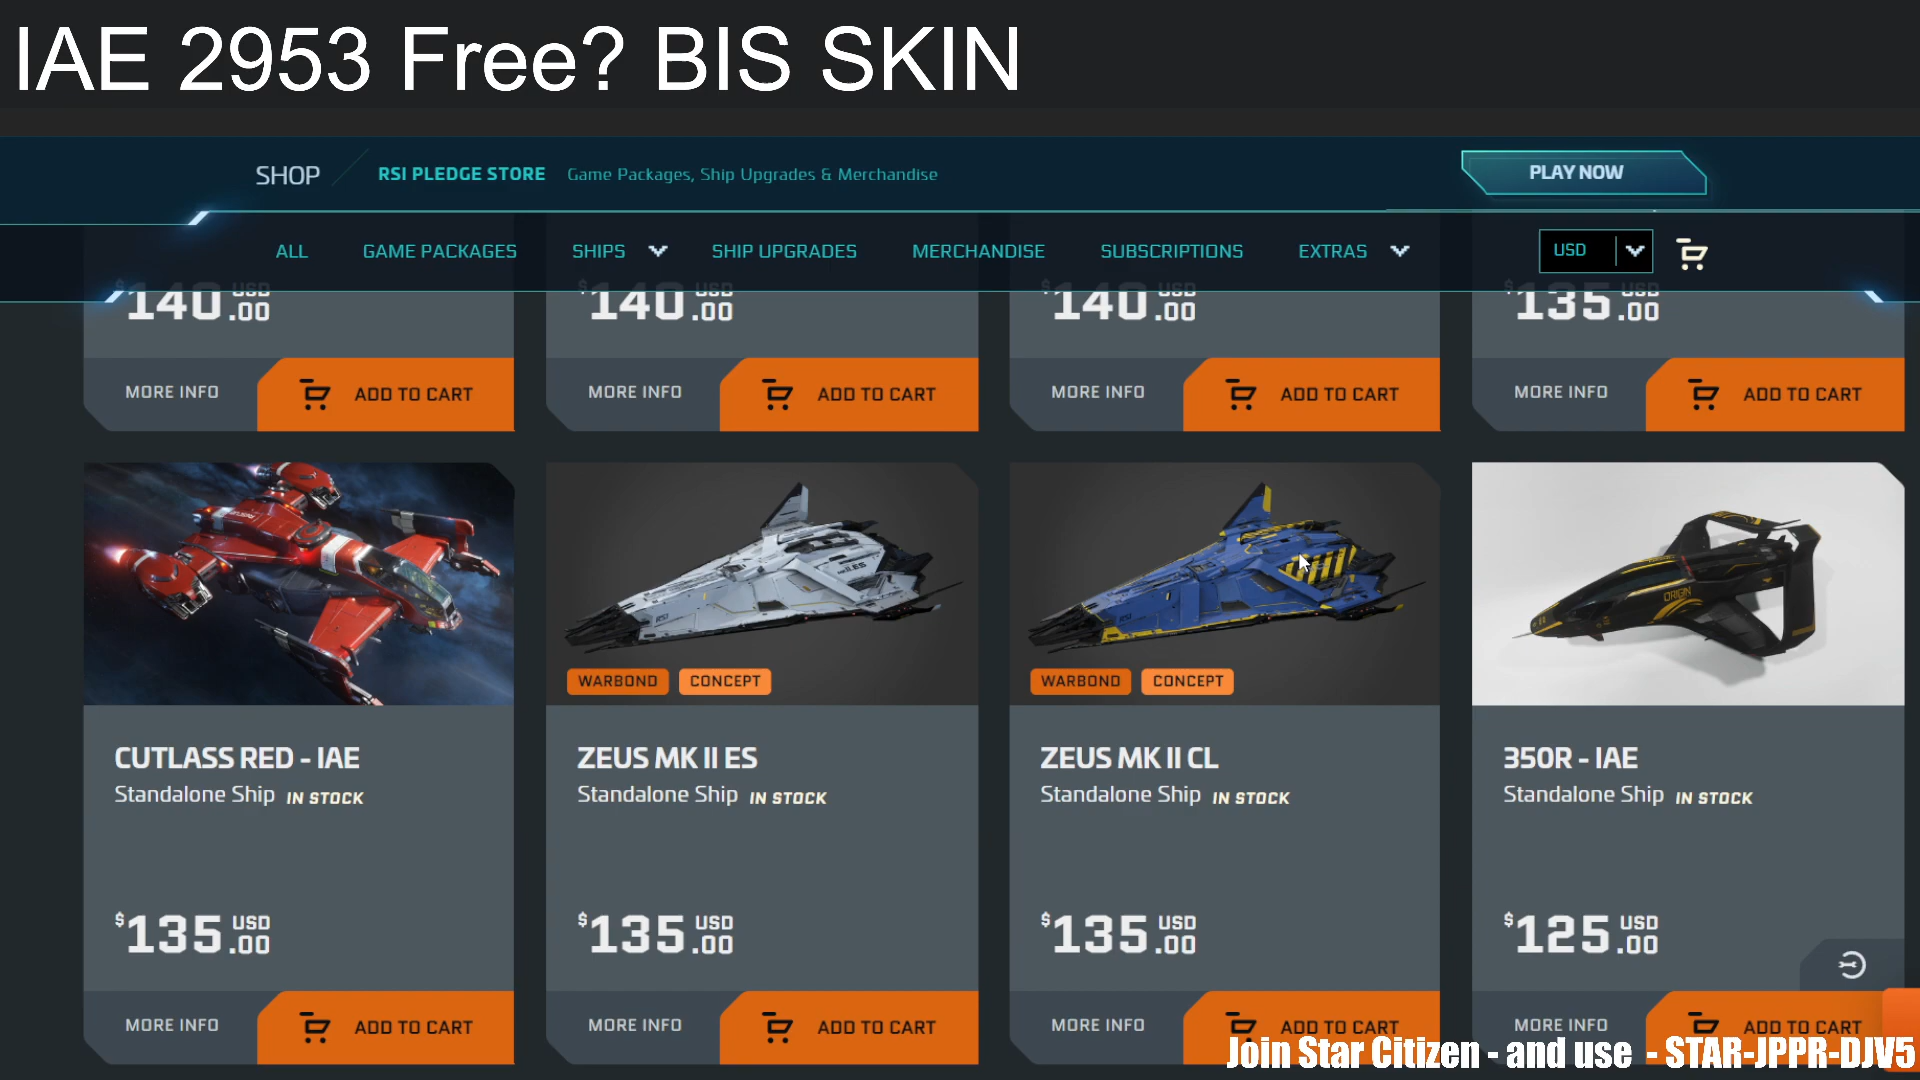 IAE 2953 Free? BIS SKIN
SHOP RSI PLEDGE STORE Game Packages, Ship Upgrades & Merchandise PLAY NOW
ALL GAME PACKAGES SHIPS SHIP UPGRADES MERCHANDISE SUBSCRIPTIONS EXTRAS USD
$140.00 USD $140.00 USD $140.00 USD $135.00 USD
MORE INFO ADD TO CART MORE INFO ADD TO CART MORE INFO ADD TO CART MORE INFO ADD TO CART
ORIGIN
WARBOND CONCEPT WARBOND CONCEPT
CUTLASS RED - IAE ZEUS MK II ES ZEUS MK II CL 350R - IAE
Standalone Ship IN STOCK Standalone Ship IN STOCK Standalone Ship IN STOCK Standalone Ship IN STOCK
$135.00 USD $135.00 USD $135.00 USD $125.00 USD
MORE INFO ADD TO CART MORE INFO ADD TO CART MORE INFO ADD TO CART MORE INFO ADD TO CART
Join Star Citizen - and use - STAR-JPPR-DJV5